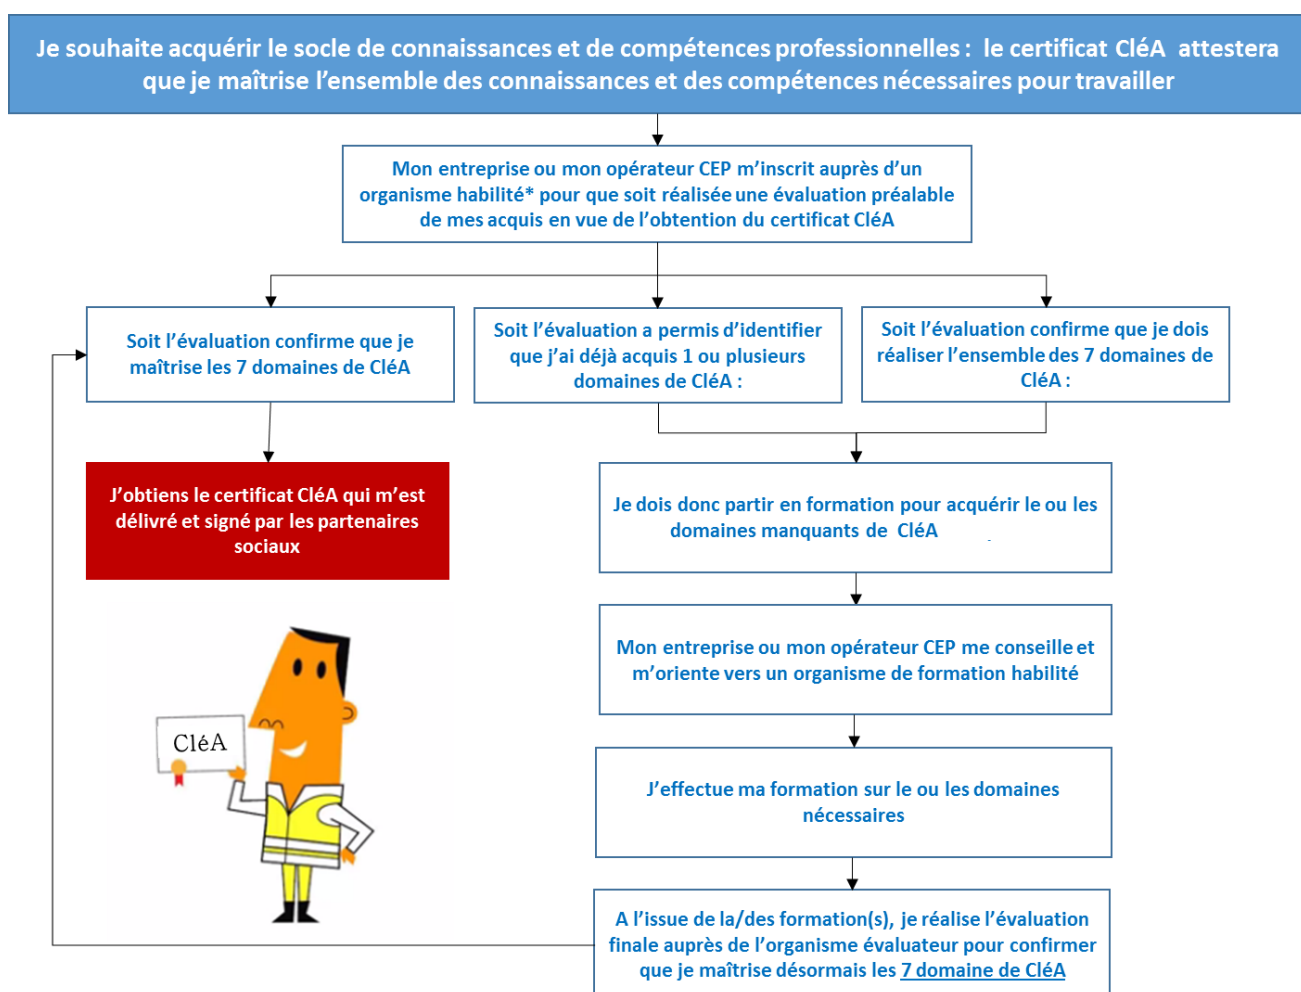 Je souhaite acquérir le socle de connaissances et de compétences professionnelles : le certificat CléA attestera
que je maîtrise l'ensemble des connaissances et des compétences nécessaires pour travailler
Mon entreprise ou mon opérateur CEP m'inscrit auprès d'un
organisme habilité* pour que soit réalisée une évaluation préalable
de mes acquis en vue de l'obtention du certificat CléA
Soit l'évaluation confirme que je
maîtrise les 7 domaines de CléA
Soit l'évaluation a permis d'identifier
que j'ai déjà acquis 1 ou plusieurs
domaines de CléA :
Soit l'évaluation confirme que je dois
réaliser l'ensemble des 7 domaines de
CléA :
J'obtiens le certificat CléA qui m'est
délivré et signé par les partenaires
sociaux
Je dois donc partir en formation pour acquérir le ou les
domaines manquants de CléA
Mon entreprise ou mon opérateur CEP me conseille et
m'oriente vers un organisme de formation habilité
CléA
J'effectue ma formation sur le ou les domaines
nécessaires
A l'issue de la/des formation(s), je réalise l'évaluation
finale auprès de l'organisme évaluateur pour confirmer
que je maîtrise désormais les 7 domaine de CléA